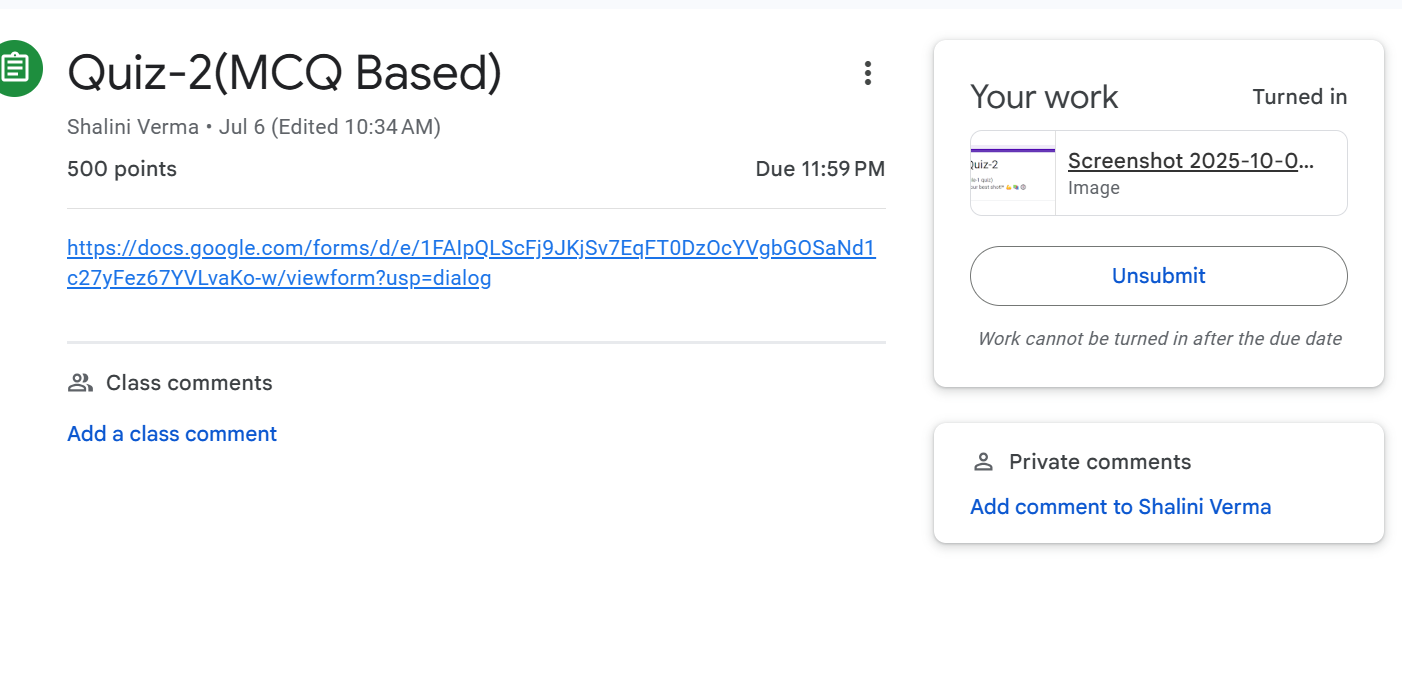 Quiz-2(MCQ Based)
Shalini Verma • Jul 6 (Edited 10:34 AM)
500 points
Due 11:59 PM
https://docs.google.com/forms/d/e/1FAIpQLScFj9JKjSv7EqFT0DzOcYVgbGOSaNd1
c27yFez67YVLvaKo-w/viewform?usp=dialog
Class comments
Add a class comment
Your work
Turned in
Quiz-2
Screenshot 2025-10-0...
Image
Unsubmit
Work cannot be turned in after the due date
Private comments
Add comment to Shalini Verma